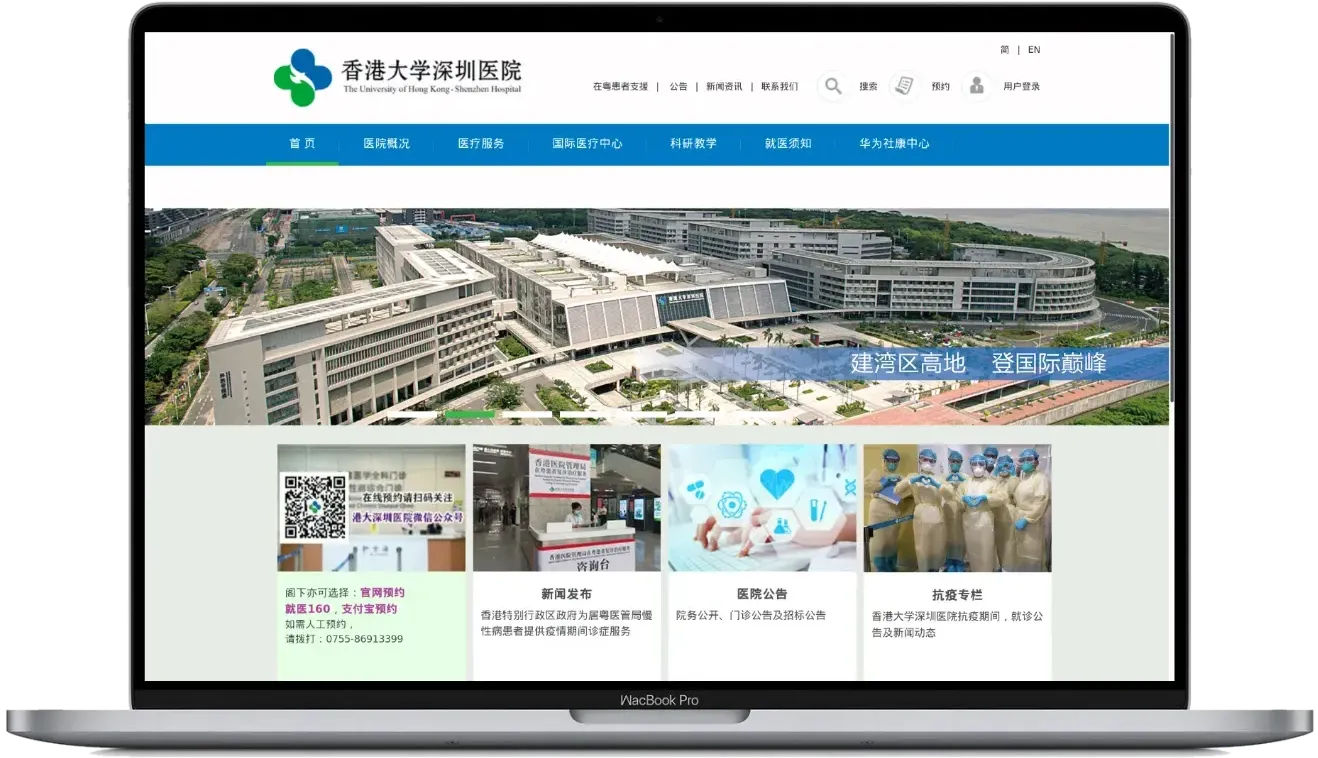 简 | EN
香港大学深圳医院
The University of Hong Kong - Shenzhen Hospital
在粤患者支援 | 公告 | 新闻资讯 | 联系我们 搜索 预约 用户登录
首 页 医院概况 医疗服务 国际医疗中心 科研教学 就医须知 华为社康中心
香港大学深圳医院
建湾区高地 登国际巅峰
在线预约请扫码关注
港大深圳医院微信公众号
香港医院管理局
咨询台
阁下亦可选择：官网预约
就医160，支付宝预约
如需人工预约，
请拨打：0755-86913399
新闻发布
香港特别行政区政府为居粤医管局慢
性病患者提供疫情期间诊症服务
医院公告
院务公开、门诊公告及招标公告
抗疫专栏
香港大学深圳医院抗疫期间，就诊公
告及新闻动态
MacBook Pro